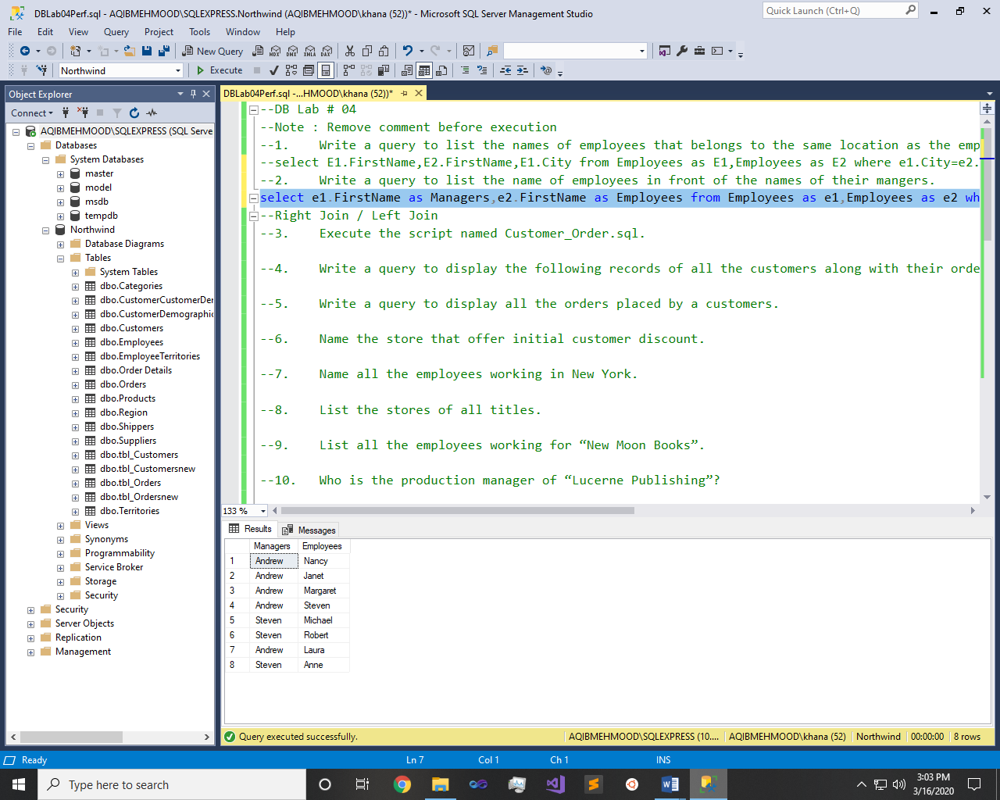 DBLab04Perf.sql - AQIBMEHMOOD\SQLEXPRESS.Northwind (AQIBMEHMOOD\khana (52))* - Microsoft SQL Server Management Studio
Quick Launch (Ctrl+Q)
File Edit View Query Project Tools Window Help
New Query
MDX DMX XMLA DAX
Northwind
Execute
Object Explorer
DBLab04Perf.sql -...HMOOD\khana (52))*
Connect
AQIBMEHMOOD\SQLEXPRESS (SQL Serve
Databases
System Databases
master
model
msdb
tempdb
Northwind
Database Diagrams
Tables
System Tables
dbo.Categories
dbo.CustomerCustomerDer
dbo.CustomerDemographic
dbo.Customers
dbo.Employees
dbo.EmployeeTerritories
dbo.Order Details
dbo.Orders
dbo.Products
dbo.Region
dbo.Shippers
dbo.Suppliers
dbo.tbl_Customers
dbo.tbl_Customersnew
dbo.tbl_Orders
dbo.tbl_Ordersnew
dbo.Territories
Views
Synonyms
Programmability
Service Broker
Storage
Security
Security
Server Objects
Replication
Management
--DB Lab # 04
--Note : Remove comment before execution
--1. Write a query to list the names of employees that belongs to the same location as the emp
--select E1.FirstName,E2.FirstName,E1.City from Employees as E1,Employees as E2 where e1.City=e2.
--2. Write a query to list the name of employees in front of the names of their mangers.
select e1.FirstName as Managers,e2.FirstName as Employees from Employees as e1,Employees as e2 wh
--Right Join / Left Join
--3. Execute the script named Customer_Order.sql.
--4. Write a query to display the following records of all the customers along with their orde
--5. Write a query to display all the orders placed by a customers.
--6. Name the store that offer initial customer discount.
--7. Name all the employees working in New York.
--8. List the stores of all titles.
--9. List all the employees working for “New Moon Books”.
--10. Who is the production manager of “Lucerne Publishing”?
133 %
Results Messages
Managers Employees
1 Andrew Nancy
2 Andrew Janet
3 Andrew Margaret
4 Andrew Steven
5 Steven Michael
6 Steven Robert
7 Andrew Laura
8 Steven Anne
Query executed successfully.
AQIBMEHMOOD\SQLEXPRESS (10.... AQIBMEHMOOD\khana (52) Northwind 00:00:00 8 rows
Ready Ln 7 Col 1 Ch 1 INS
Type here to search
3:03 PM
3/16/2020